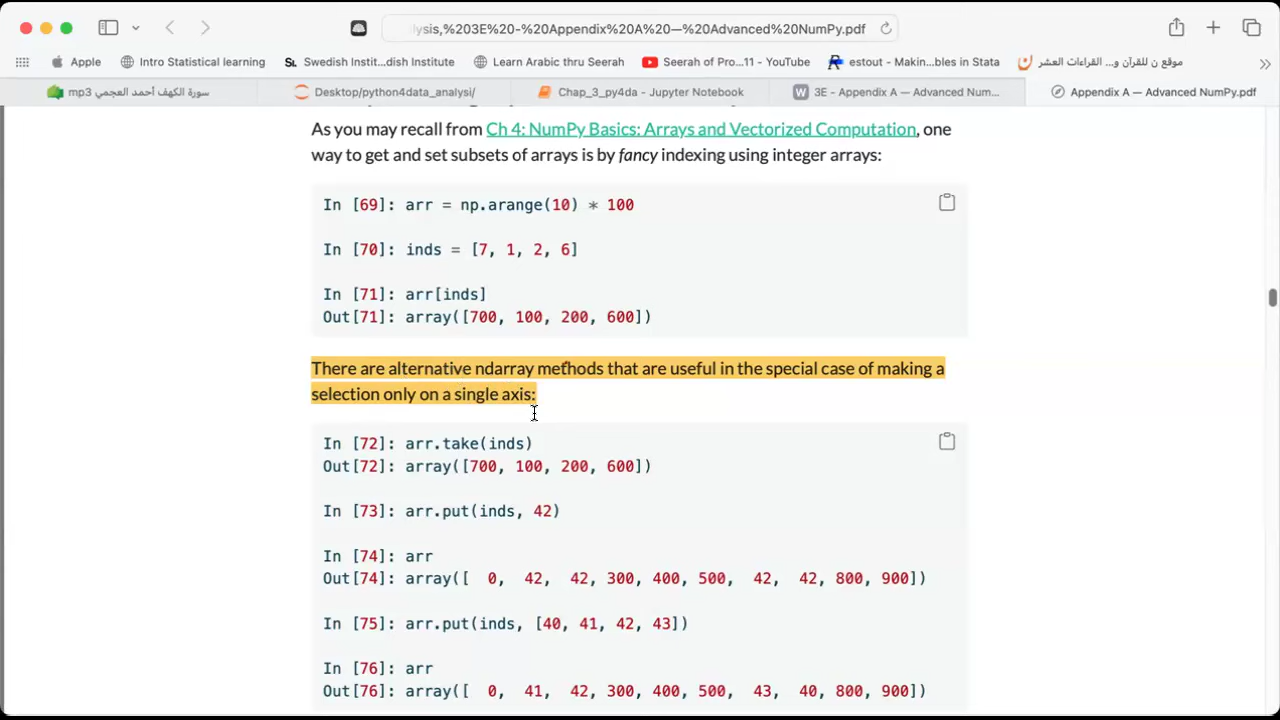 lysis,%203E%20-%20Appendix%20A%20—%20Advanced%20NumPy.pdf
Apple
Intro Statistical learning
Swedish Instit...dish Institute
Learn Arabic thru Seerah
Seerah of Pro...11 - YouTube
estout - Makin...bles in Stata
موقع ن للقرآن و... القراءات العشر
سورة الكهف أحمد العجمي mp3
Desktop/python4data_analysi/
Chap_3_py4da - Jupyter Notebook
3E - Appendix A — Advanced Num...
Appendix A — Advanced NumPy.pdf
As you may recall from Ch 4: NumPy Basics: Arrays and Vectorized Computation, one
way to get and set subsets of arrays is by fancy indexing using integer arrays:
In [69]: arr = np.arange(10) * 100
In [70]: inds = [7, 1, 2, 6]
In [71]: arr[inds]
Out[71]: array([700, 100, 200, 600])
There are alternative ndarray methods that are useful in the special case of making a
selection only on a single axis:
In [72]: arr.take(inds)
Out[72]: array([700, 100, 200, 600])
In [73]: arr.put(inds, 42)
In [74]: arr
Out[74]: array([  0,  42,  42, 300, 400, 500,  42,  42, 800, 900])
In [75]: arr.put(inds, [40, 41, 42, 43])
In [76]: arr
Out[76]: array([  0,  41,  42, 300, 400, 500,  43,  40, 800, 900])